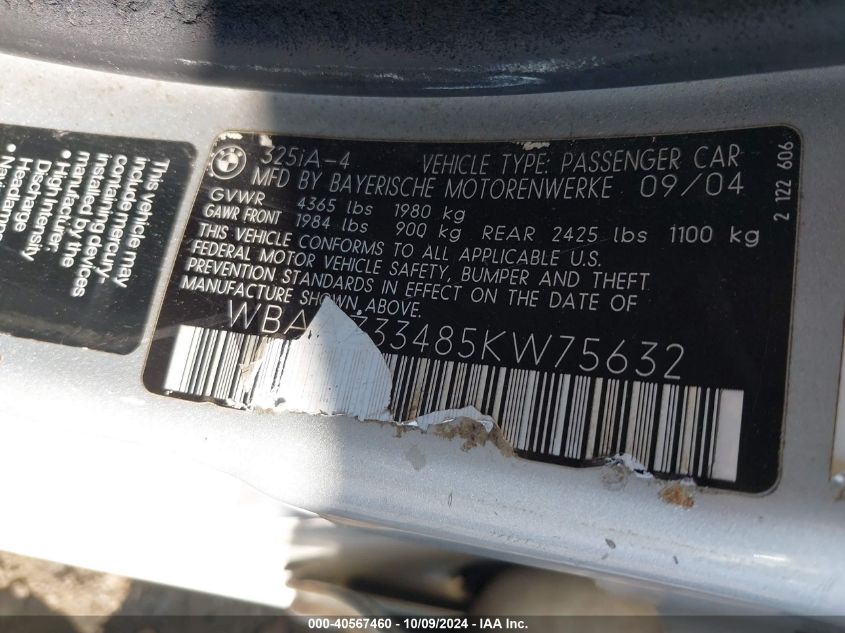 This vehicle may
include mercury-
containing devices
installed by the
manufacturer:
• High Intensity
Discharge
Headlamps
325iA-4 VEHICLE TYPE: PASSENGER CAR
MFD BY BAYERISCHE MOTORENWERKE 09/04
GVWR 4365 lbs 1980 kg
GAWR FRONT 1984 lbs 900 kg REAR 2425 lbs 1100 kg
THIS VEHICLE CONFORMS TO ALL APPLICABLE U.S.
FEDERAL MOTOR VEHICLE SAFETY, BUMPER AND THEFT
PREVENTION STANDARDS IN EFFECT ON THE DATE OF
MANUFACTURE SHOWN ABOVE.
2 122 606
000-40567460 - 10/09/2024 - IAA Inc.